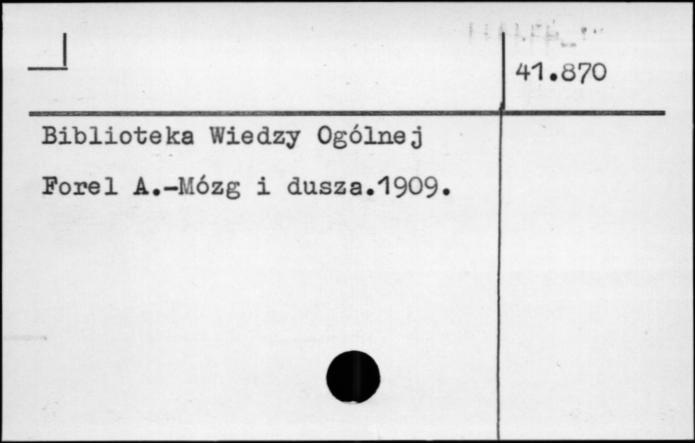 41.870
Biblioteka Wiedzy Ogólnej
Forel A.-Mózg i dusza.1909.